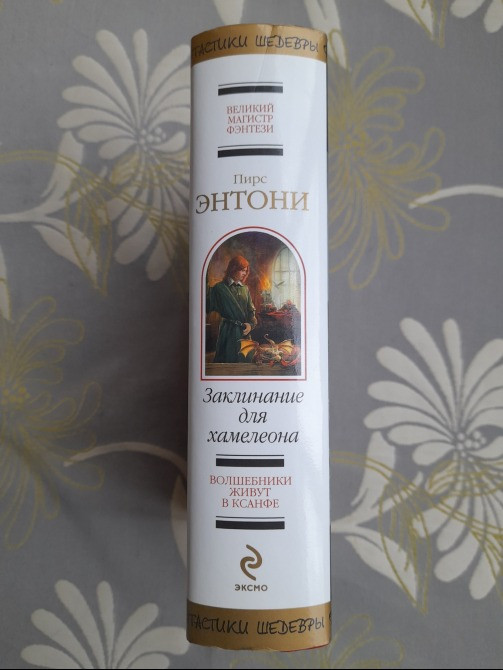 ТАСТИКИ ШЕДЕВРЫ
ВЕЛИКИЙ
МАГИСТР
ФЭНТЕЗИ
Пирс
ЭНТОНИ
Заклинание
для
хамелеона
ВОЛШЕБНИКИ
ЖИВУТ
В КСАНФЕ
ЭКСМО
ТАСТИКИ ШЕДЕВРЫ